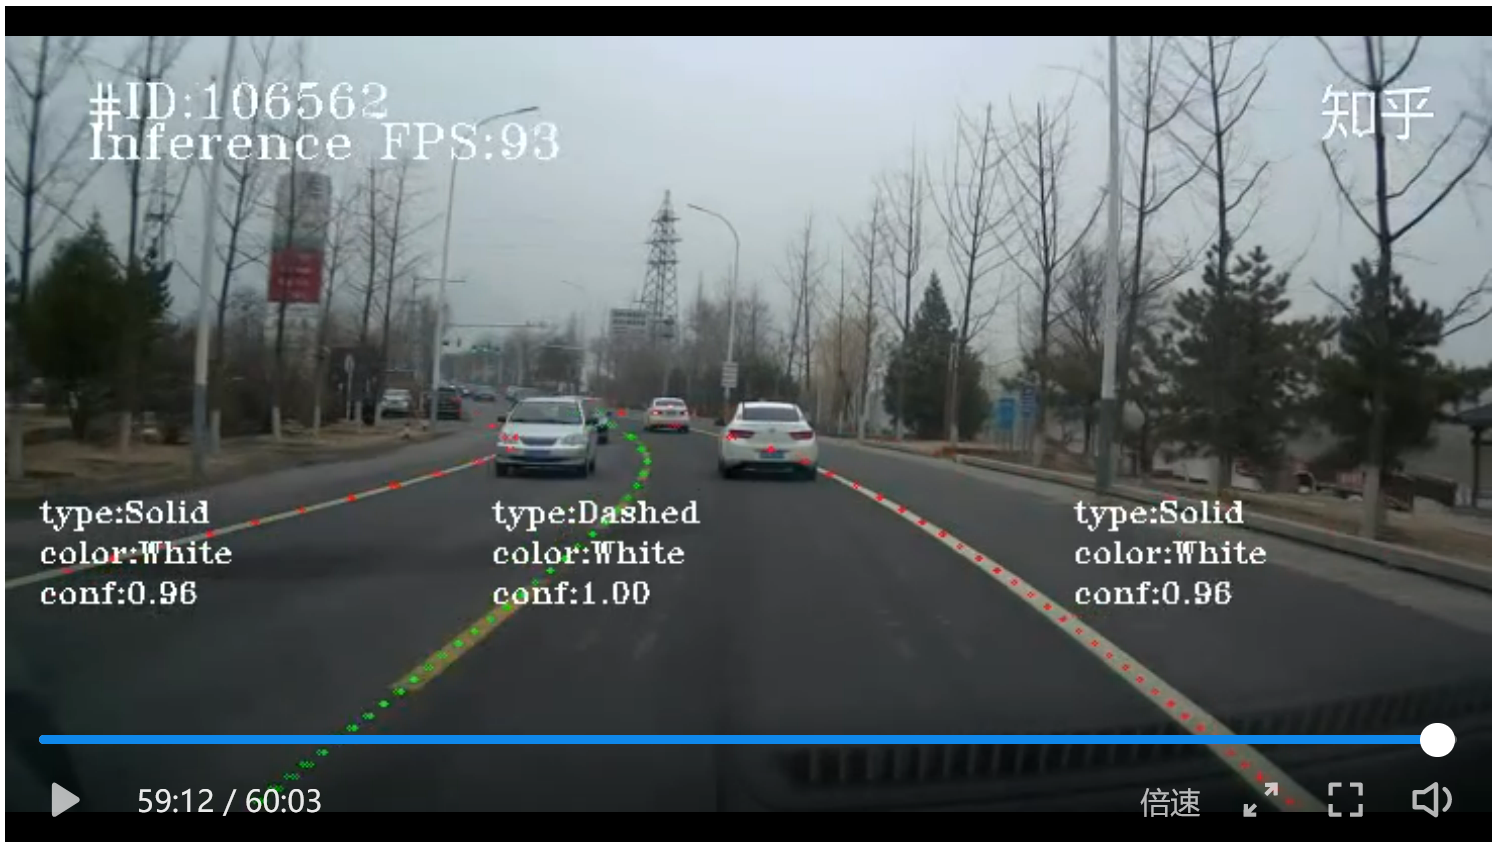 #ID:106562
Inference FPS:93
知乎
type:Solid
color:White
conf:0.96
type:Dashed
color:White
conf:1.00
type:Solid
color:White
conf:0.96
59:12 / 60:03
倍速